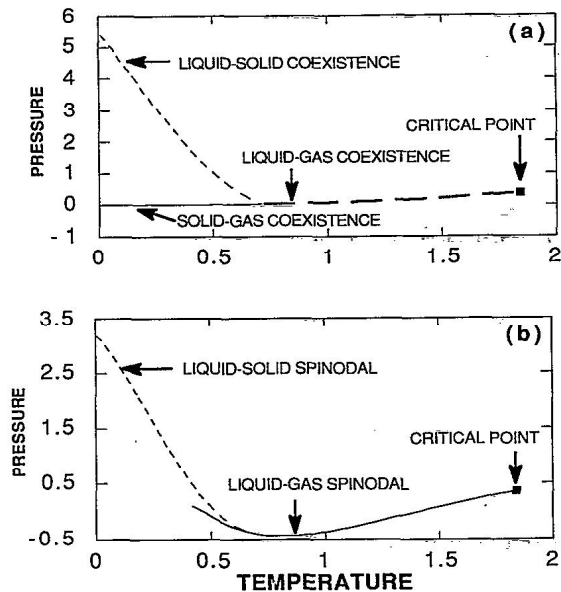 6
(a)
5
LIQUID-SOLID COEXISTENCE
4
PRESSURE
3
CRITICAL POINT
2
LIQUID-GAS COEXISTENCE
1
0
SOLID-GAS COEXISTENCE
-1
0 0.5 1 1.5 2
3.5
(b)
LIQUID-SOLID SPINODAL
2.5
PRESSURE
1.5
CRITICAL POINT
LIQUID-GAS SPINODAL
0.5
-0.5
0 0.5 1 1.5 2
TEMPERATURE